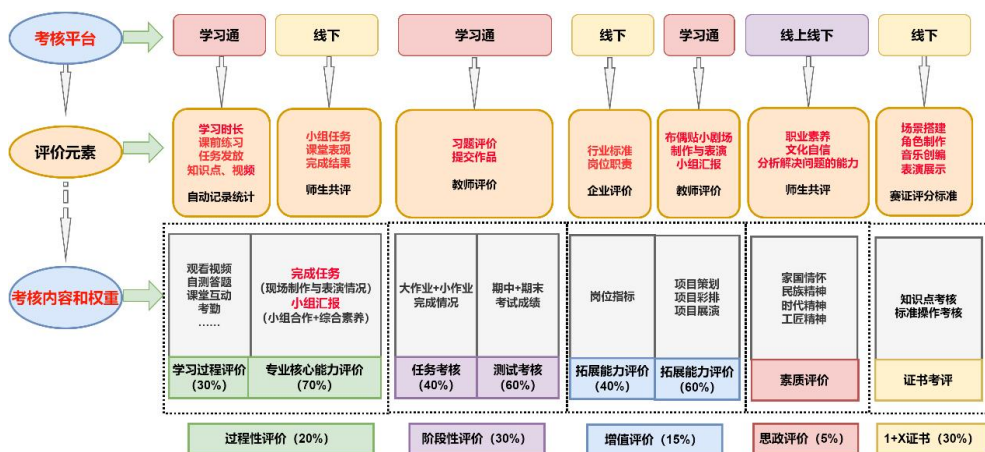 考核平台
学习通
线下
学习通
线下
学习通
线上线下
线下
评价元素
学习时长
课前练习
任务发放
知识点、视频
自动记录统计
小组任务
课堂表现
完成结果
师生共评
习题评价
提交作品
教师评价
行业标准
岗位职责
企业评价
布偶贴小剧场
制作与表演
小组汇报
教师评价
职业素养
文化自信
分析解决问题的能力
师生共评
场景搭建
角色制作
音乐创编
表演展示
赛证评分标准
考核内容和权重
观看视频
自测答题
课堂互动
考勤
……
完成任务
(现场制作与表演情况)
小组汇报
(小组合作+综合素养)
大作业+小作业
完成情况
期中+期末
考试成绩
岗位指标
项目策划
项目彩排
项目展演
家国情怀
民族精神
时代精神
工匠精神
知识点考核
标准操作考核
学习过程评价
(30%)
专业核心能力评价
(70%)
任务考核
(40%)
测试考核
(60%)
拓展能力评价
(40%)
拓展能力评价
(60%)
素质评价
证书考评
过程性评价（20%）
阶段性评价（30%）
增值评价（15%）
思政评价（5%）
1+X证书（30%）